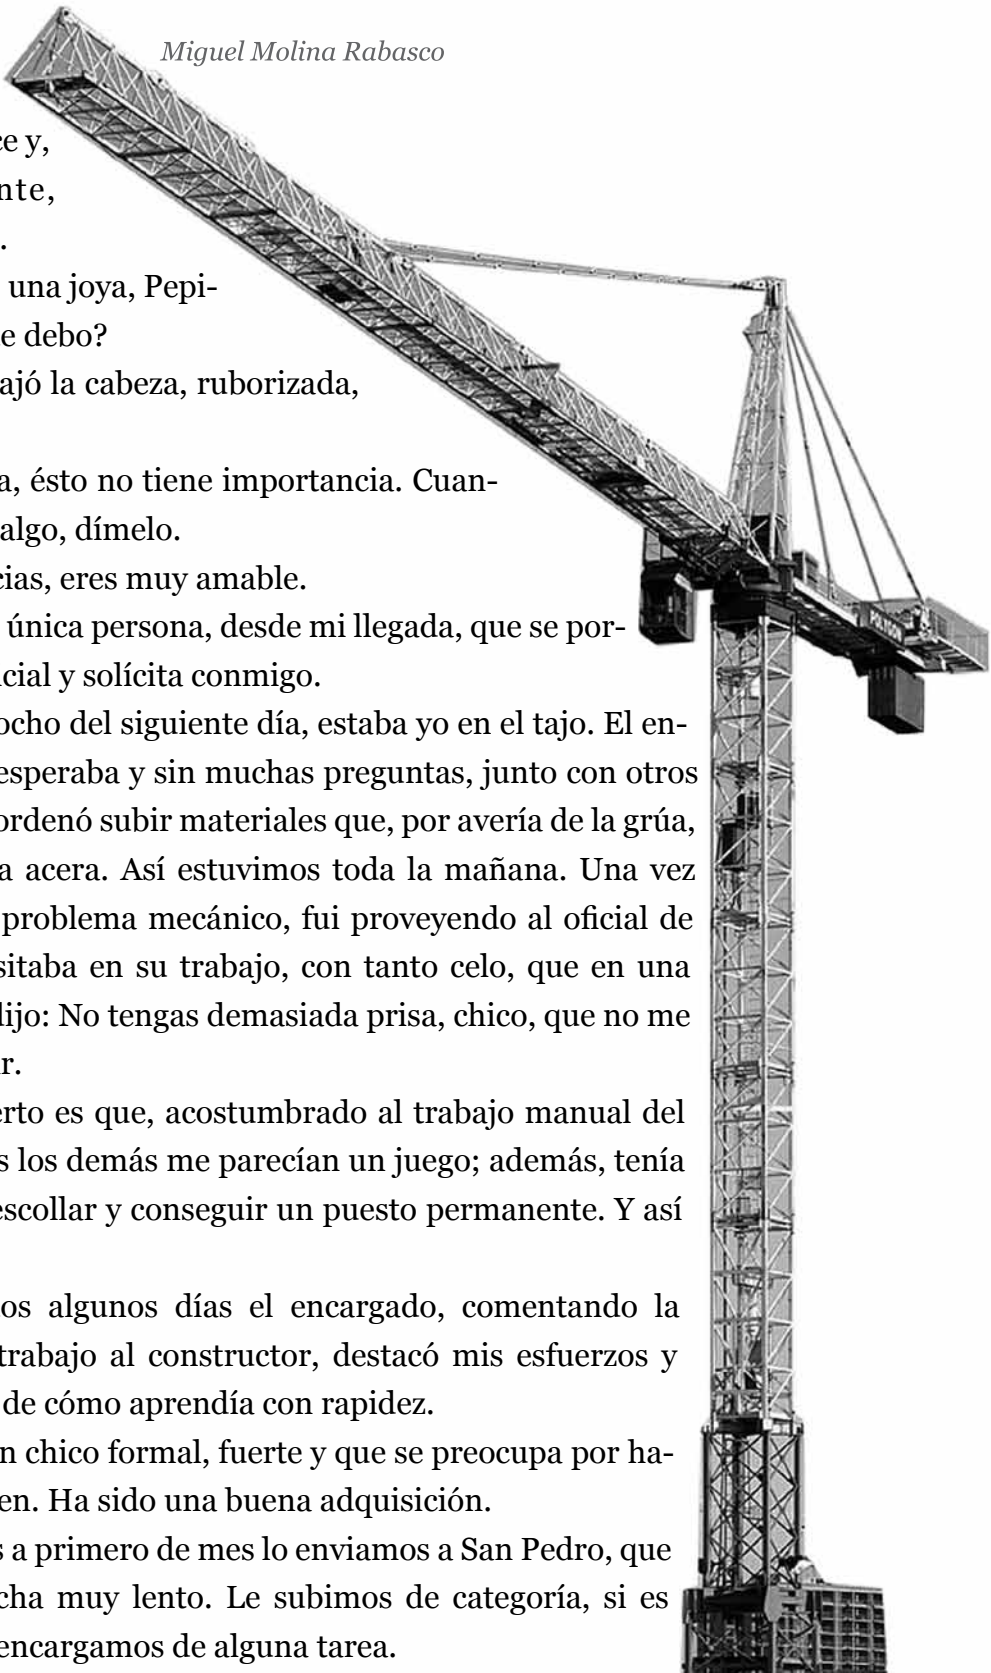 Miguel Molina Rabasco
ce y,
nte,
.
una joya, Pepi-
e debo?
ajó la cabeza, ruborizada,
a, ésto no tiene importancia. Cuan-
algo, dímelo.
cias, eres muy amable.
única persona, desde mi llegada, que se por-
cial y solícita conmigo.
ocho del siguiente día, estaba yo en el tajo. El en-
esperaba y sin muchas preguntas, junto con otros
ordenó subir materiales que, por avería de la grúa,
a acera. Así estuvimos toda la mañana. Una vez
problema mecánico, fui proveyendo al oficial de
sitaba en su trabajo, con tanto celo, que en una
dijo: No tengas demasiada prisa, chico, que no me
r.
erto es que, acostumbrado al trabajo manual del
s los demás me parecían un juego; además, tenía
escollar y conseguir un puesto permanente. Y así
os algunos días el encargado, comentando la
trabajo al constructor, destacó mis esfuerzos y
de cómo aprendía con rapidez.
n chico formal, fuerte y que se preocupa por ha-
en. Ha sido una buena adquisición.
s a primero de mes lo enviamos a San Pedro, que
cha muy lento. Le subimos de categoría, si es
encargamos de alguna tarea.